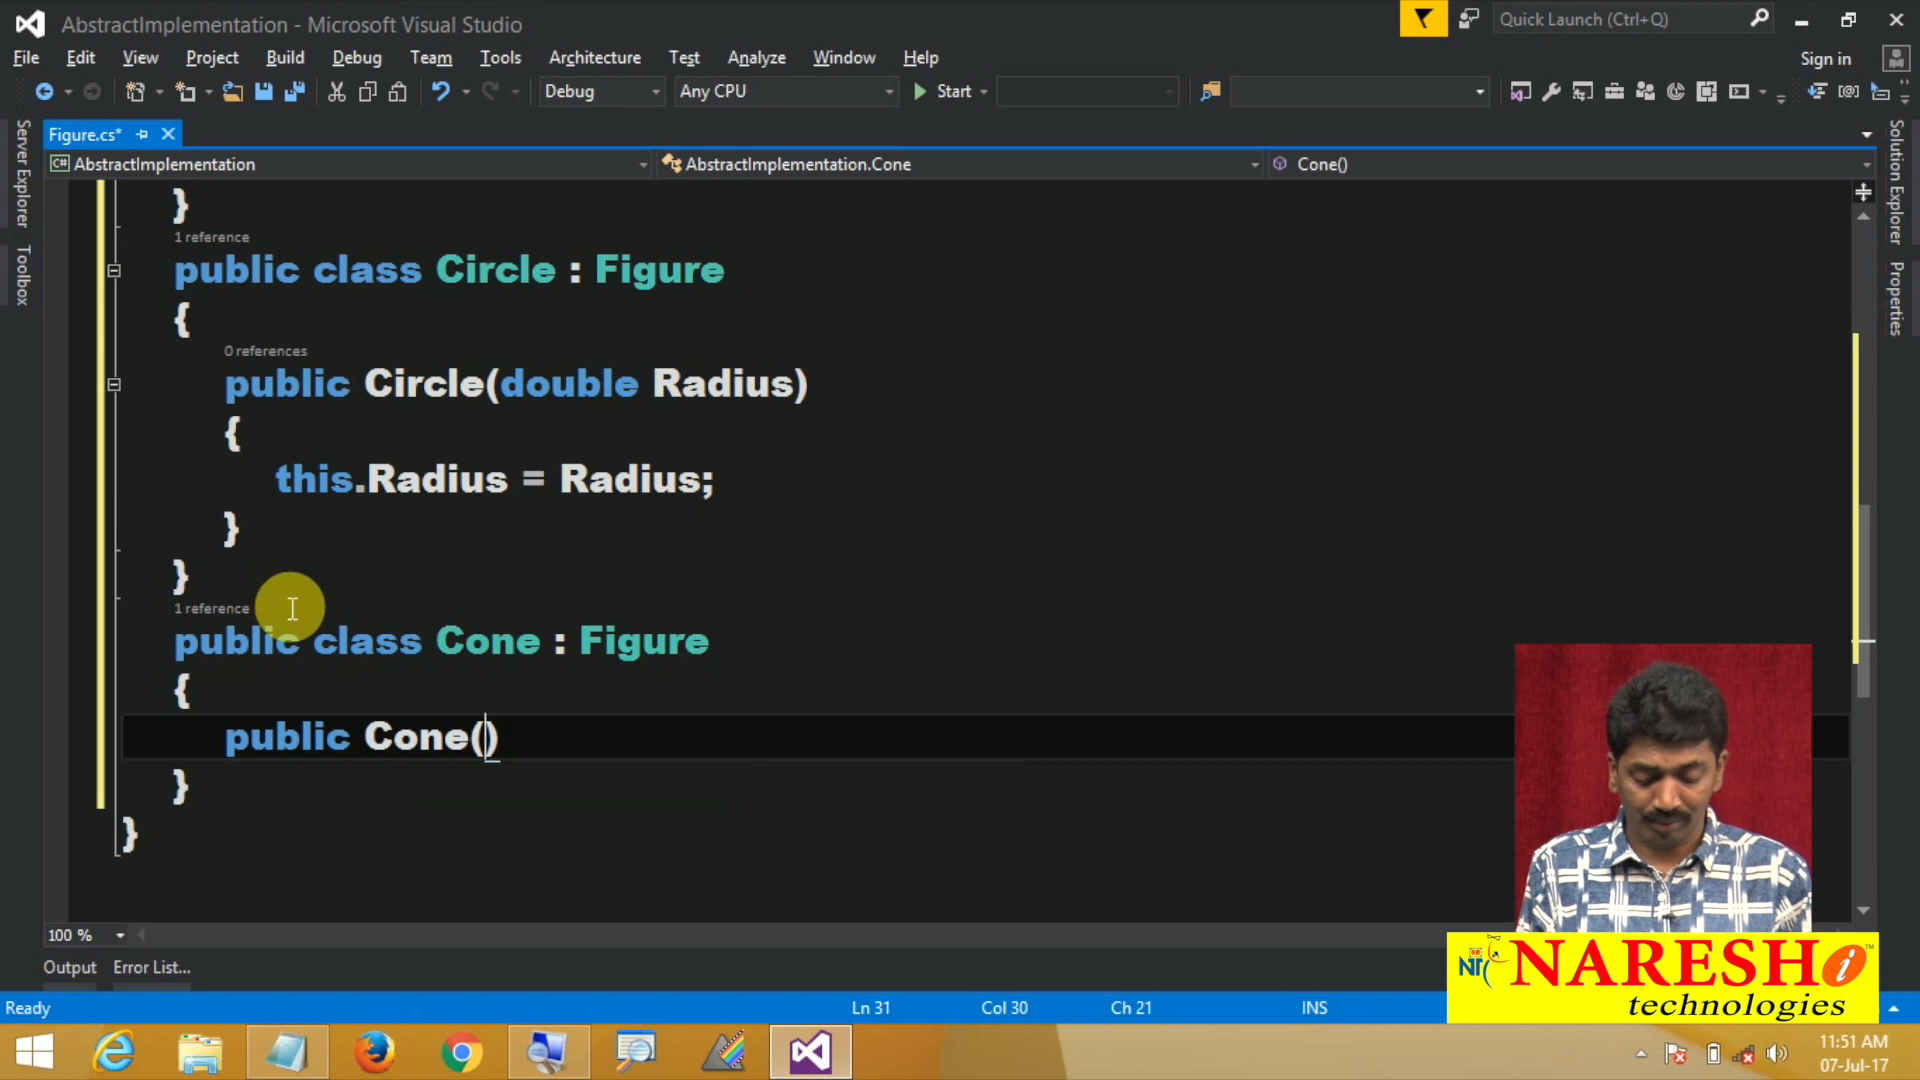 AbstractImplementation - Microsoft Visual Studio
Quick Launch (Ctrl+Q)
File Edit View Project Build Debug Team Tools Architecture Test Analyze Window Help
Sign in
Debug Any CPU Start
Figure.cs*
C# AbstractImplementation AbstractImplementation.Cone Cone()
Server Explorer
Toolbox
Solution Explorer
Properties
}
1 reference
public class Circle : Figure
{
0 references
public Circle(double Radius)
{
this.Radius = Radius;
}
}
1 reference
public class Cone : Figure
{
public Cone()
}
}
100 %
Output Error List...
Ready Ln 31 Col 30 Ch 21 INS
NARESH i
technologies
11:51 AM
07-Jul-17